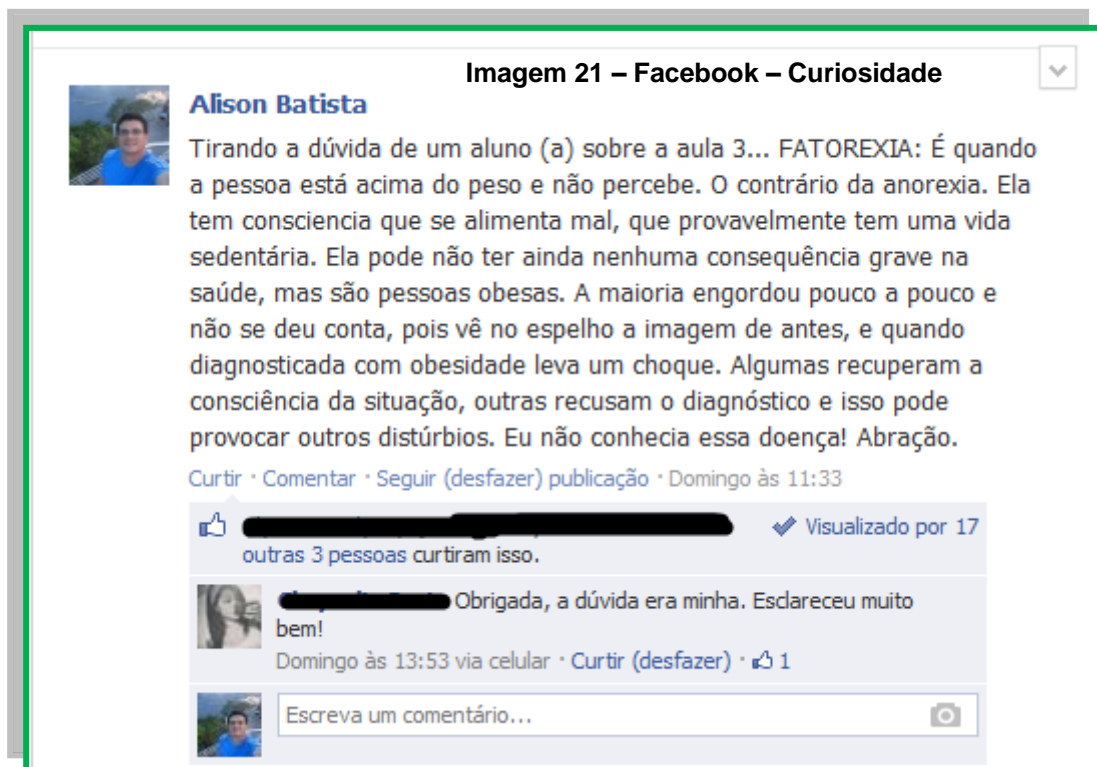 Imagem 21 – Facebook – Curiosidade
Alison Batista
Tirando a dúvida de um aluno (a) sobre a aula 3... FATOREXIA: É quando
a pessoa está acima do peso e não percebe. O contrário da anorexia. Ela
tem consciencia que se alimenta mal, que provavelmente tem uma vida
sedentária. Ela pode não ter ainda nenhuma consequência grave na
saúde, mas são pessoas obesas. A maioria engordou pouco a pouco e
não se deu conta, pois vê no espelho a imagem de antes, e quando
diagnosticada com obesidade leva um choque. Algumas recuperam a
consciência da situação, outras recusam o diagnóstico e isso pode
provocar outros distúrbios. Eu não conhecia essa doença! Abração.
Curtir · Comentar · Seguir (desfazer) publicação · Domingo às 11:33
Visualizado por 17
outras 3 pessoas curtiram isso.
Obrigada, a dúvida era minha. Esclareceu muito
bem!
Domingo às 13:53 via celular · Curtir (desfazer) · 1
Escreva um comentário...